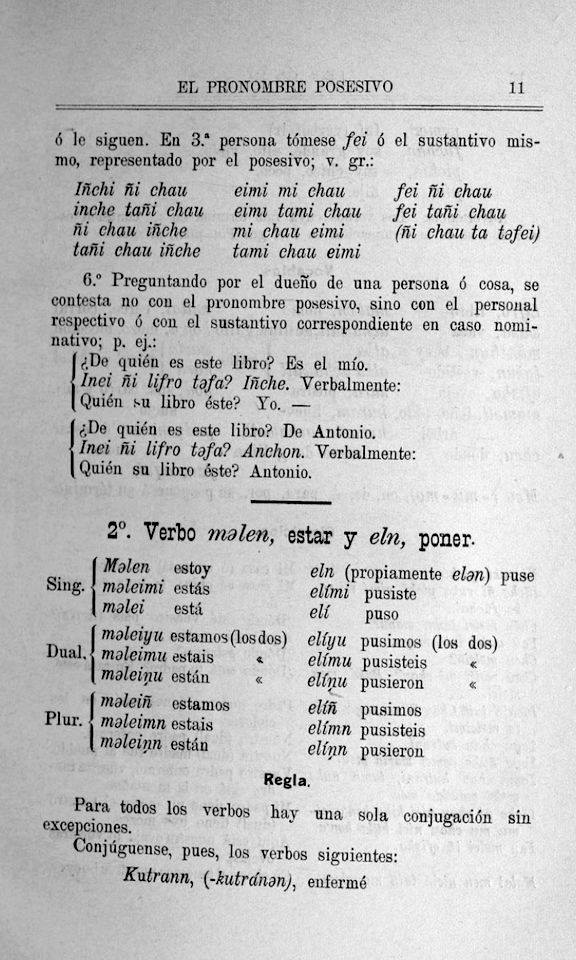 EL PRONOMBRE POSESIVO 11
ó le siguen. En 3.ª persona tómese fei ó el sustantivo mis-
mo, representado por el posesivo; v. gr.:
Iñchi ñi chau eimi mi chau fei ñi chau
inche tañi chau eimi tami chau fei tañi chau
ñi chau iñche mi chau eimi (ñi chau ta təfei)
tañi chau iñche tami chau eimi
6.º Preguntando por el dueño de una persona ó cosa, se
contesta no con el pronombre posesivo, sino con el personal
respectivo ó con el sustantivo correspondiente en caso nomi-
nativo; p. ej.:
¿De quién es este libro? Es el mío.
Inei ñi lifro təfa? Iñche. Verbalmente:
Quién su libro éste? Yo. —
¿De quién es este libro? De Antonio.
Inei ñi lifro təfa? Anchon. Verbalmente:
Quién su libro éste? Antonio.
2º. Verbo məlen, estar y eln, poner.
Sing. Məlen estoy eln (propiamente elən) puse
məleimi estás elími pusiste
məlei está elí puso
Dual. məleiyu estamos (los dos) elíyu pusimos (los dos)
məleimu estais « elímu pusisteis «
məleiṇu están « elíṇu pusieron «
Plur. məleiñ estamos elíñ pusimos
məleimn estais elímn pusisteis
məleiṇn están elíṇn pusieron
Regla.
Para todos los verbos hay una sola conjugación sin
excepciones.
Conjúguense, pues, los verbos siguientes:
Kutrann, (-kutránən), enfermé